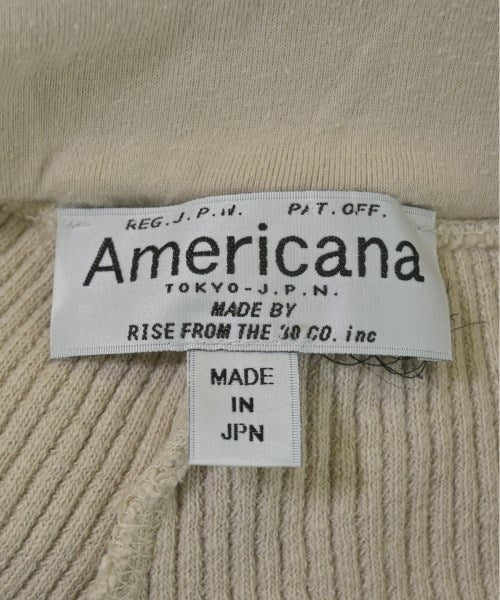 REG. J.P.N. PAT. OFF.
Americana
TOKYO-J.P.N.
MADE BY
RISE FROM THE 30 CO. inc
MADE
IN
JPN